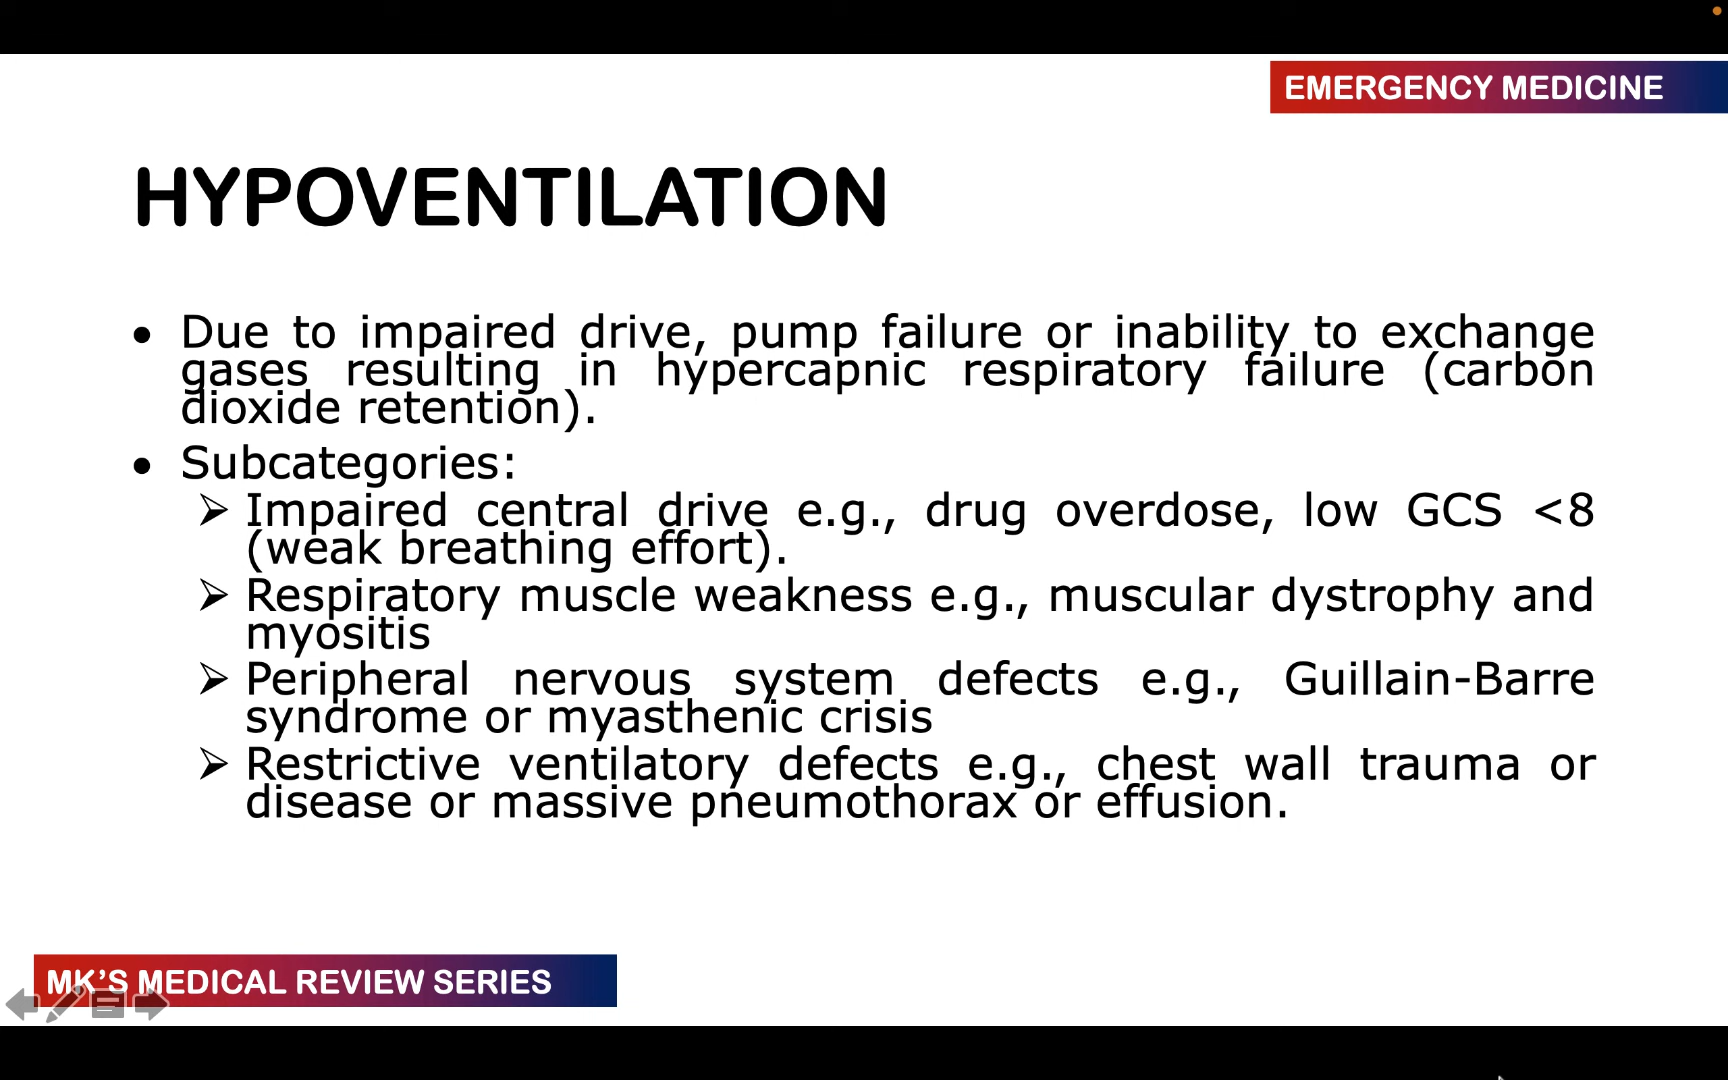 EMERGENCY MEDICINE
HYPOVENTILATION
• Due to impaired drive, pump failure or inability to exchange
gases resulting in hypercapnic respiratory failure (carbon
dioxide retention).
• Subcategories:
➢ Impaired central drive e.g., drug overdose, low GCS <8
(weak breathing effort).
➢ Respiratory muscle weakness e.g., muscular dystrophy and
myositis
➢ Peripheral nervous system defects e.g., Guillain-Barre
syndrome or myasthenic crisis
➢ Restrictive ventilatory defects e.g., chest wall trauma or
disease or massive pneumothorax or effusion.
MK'S MEDICAL REVIEW SERIES